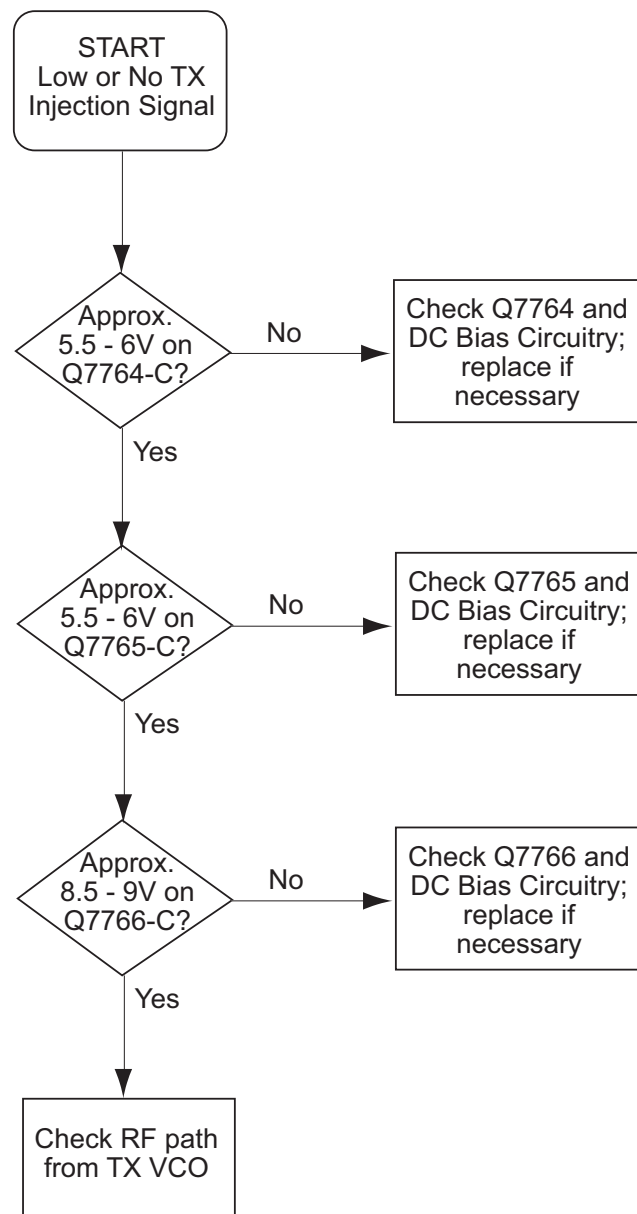 START
Low or No TX
Injection Signal
Approx.
5.5 - 6V on
Q7764-C?
No
Check Q7764 and
DC Bias Circuitry;
replace if
necessary
Yes
Approx.
5.5 - 6V on
Q7765-C?
No
Check Q7765 and
DC Bias Circuitry;
replace if
necessary
Yes
Approx.
8.5 - 9V on
Q7766-C?
No
Check Q7766 and
DC Bias Circuitry;
replace if
necessary
Yes
Check RF path
from TX VCO